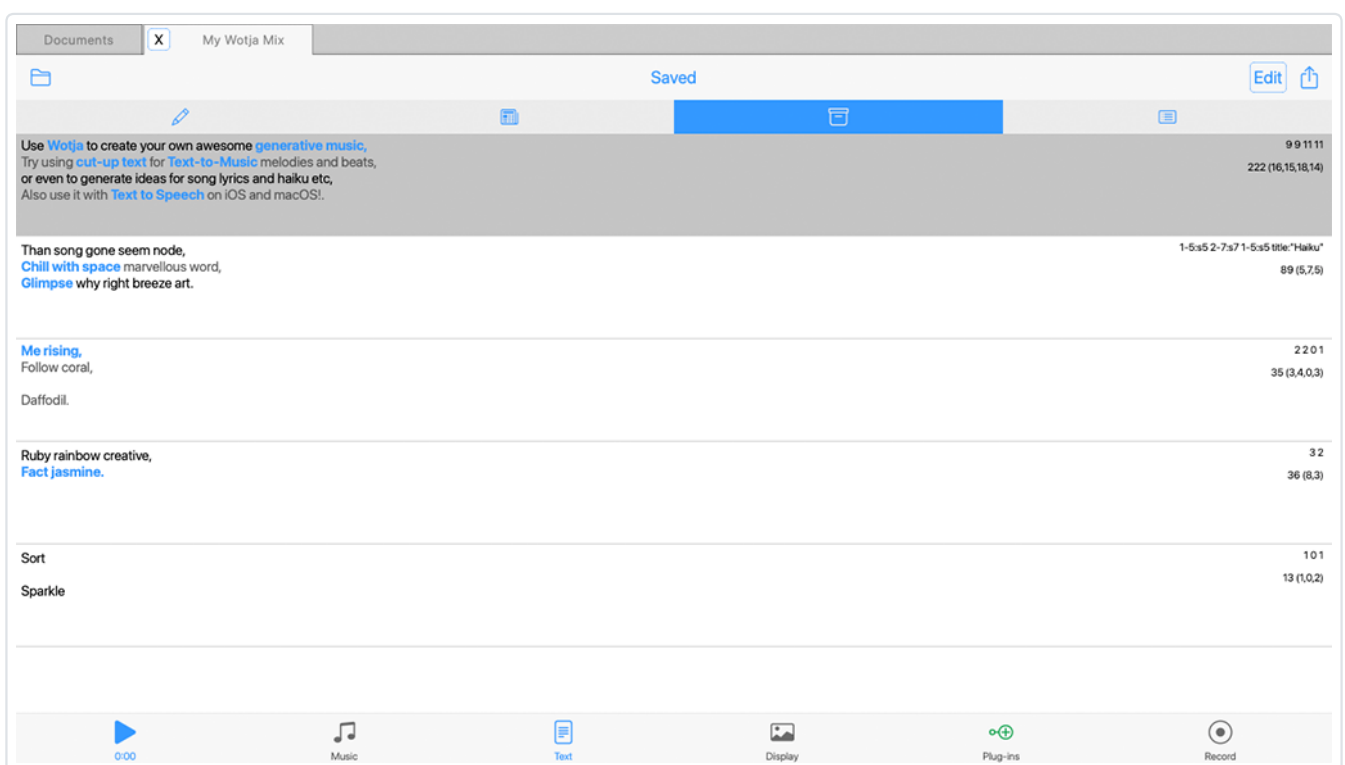 Documents
X
My Wotja Mix
Saved
Edit
Use Wotja to create your own awesome generative music,
9 9 11 11
Try using cut-up text for Text-to-Music melodies and beats,
222 (16,15,18,14)
or even to generate ideas for song lyrics and haiku etc,
Also use it with Text to Speech on iOS and macOS!.
Than song gone seem node,
1-5:s5 2-7:s7 1-5:s5 title:"Haiku"
Chill with space marvellous word,
89 (5,7,5)
Glimpse why right breeze art.
Me rising,
2 2 0 1
Follow coral,
35 (3,4,0,3)
Daffodil.
Ruby rainbow creative,
3 2
Fact jasmine.
36 (8,3)
Sort
1 0 1
13 (1,0,2)
Sparkle
0:00
Music
Text
Display
Plug-ins
Record